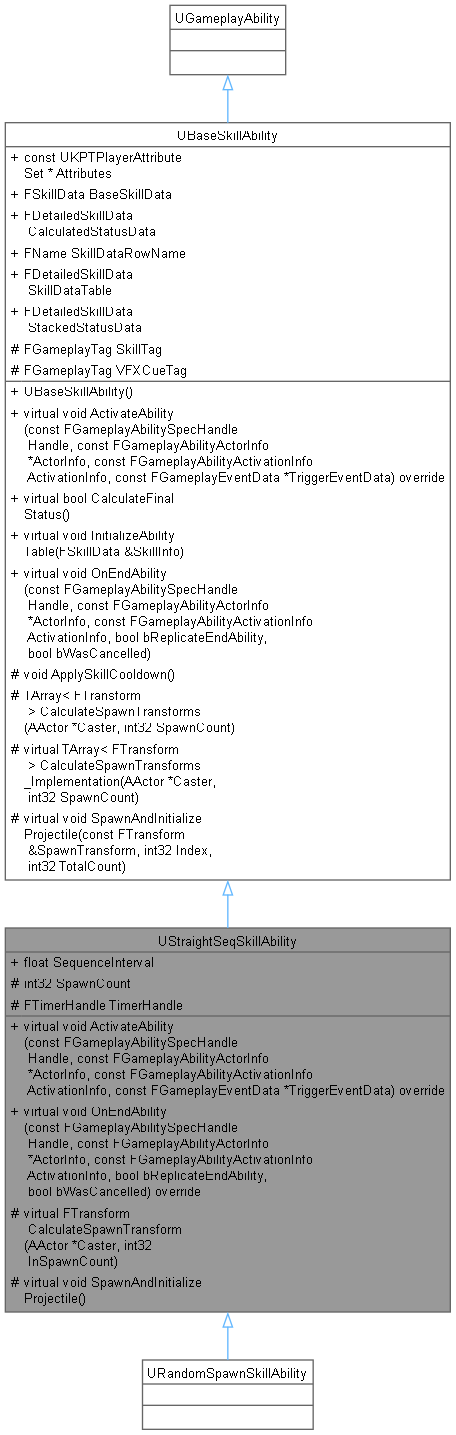 UGameplayAbility
UBaseSkillAbility
+ const UKPTPlayerAttribute
Set * Attributes
+ FSkillData BaseSkillData
+ FDetailedSkillData
CalculatedStatusData
+ FName SkillDataRowName
+ FDetailedSkillData
SkillDataTable
+ FDetailedSkillData
StackedStatusData
# FGameplayTag SkillTag
# FGameplayTag VFXCueTag
+ UBaseSkillAbility()
+ virtual void ActivateAbility
(const FGameplayAbilitySpecHandle
Handle, const FGameplayAbilityActorInfo
*ActorInfo, const FGameplayAbilityActivationInfo
ActivationInfo, const FGameplayEventData *TriggerEventData) override
+ virtual bool CalculateFinal
Status()
+ virtual void InitializeAbility
Table(FSkillData &SkillInfo)
+ virtual void OnEndAbility
(const FGameplayAbilitySpecHandle
Handle, const FGameplayAbilityActorInfo
*ActorInfo, const FGameplayAbilityActivationInfo
ActivationInfo, bool bReplicateEndAbility,
bool bWasCancelled)
# void ApplySkillCooldown()
# TArray< FTransform
> CalculateSpawnTransforms
(AActor *Caster, int32 SpawnCount)
# virtual TArray< FTransform
> CalculateSpawnTransforms
_Implementation(AActor *Caster,
int32 SpawnCount)
# virtual void SpawnAndInitialize
Projectile(const FTransform
&SpawnTransform, int32 Index,
int32 TotalCount)
UStraightSeqSkillAbility
+ float SequenceInterval
# int32 SpawnCount
# FTimerHandle TimerHandle
+ virtual void ActivateAbility
(const FGameplayAbilitySpecHandle
Handle, const FGameplayAbilityActorInfo
*ActorInfo, const FGameplayAbilityActivationInfo
ActivationInfo, const FGameplayEventData *TriggerEventData) override
+ virtual void OnEndAbility
(const FGameplayAbilitySpecHandle
Handle, const FGameplayAbilityActorInfo
*ActorInfo, const FGameplayAbilityActivationInfo
ActivationInfo, bool bReplicateEndAbility,
bool bWasCancelled) override
# virtual FTransform
CalculateSpawnTransform
(AActor *Caster, int32
InSpawnCount)
# virtual void SpawnAndInitialize
Projectile()
URandomSpawnSkillAbility